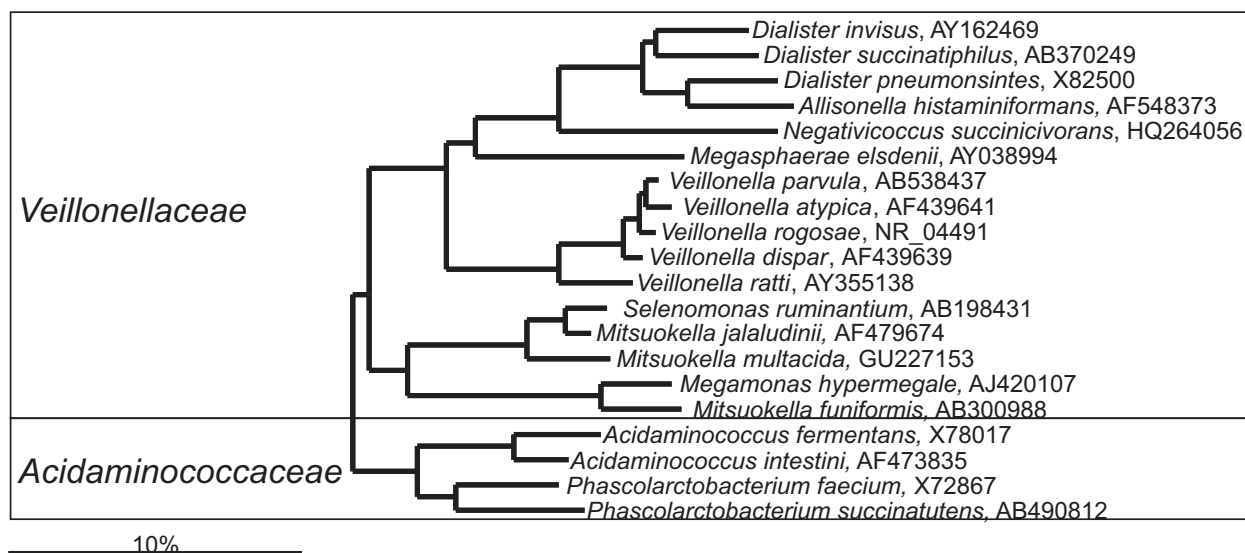 Dialister invisus, AY162469
Dialister succinatiphilus, AB370249
Dialister pneumonsintes, X82500
Allisonella histaminiformans, AF548373
Negativicoccus succinicivorans, HQ264056
Megasphaerae elsdenii, AY038994
Veillonella parvula, AB538437
Veillonella atypica, AF439641
Veillonellaceae
Veillonella rogosae, NR_04491
Veillonella dispar, AF439639
Veillonella ratti, AY355138
Selenomonas ruminantium, AB198431
Mitsuokella jalaludinii, AF479674
Mitsuokella multacida, GU227153
Megamonas hypermegale, AJ420107
Mitsuokella funiformis, AB300988
Acidaminococcus fermentans, X78017
Acidaminococcaceae
Acidaminococcus intestini, AF473835
Phascolarctobacterium faecium, X72867
Phascolarctobacterium succinatutens, AB490812
10%